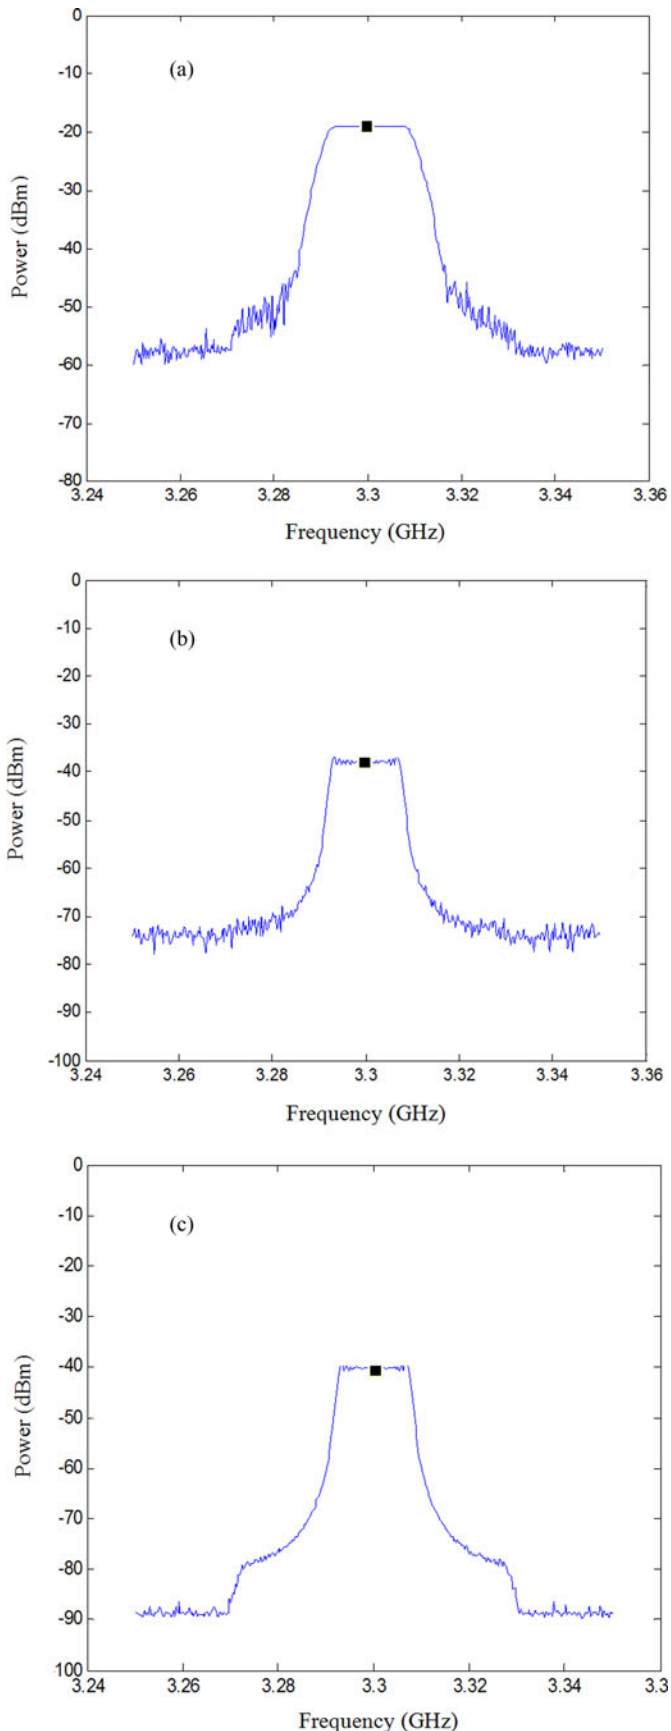 0
-10
(a)
-20
-30
Power (dBm)
-40
-50
-60
-70
-80
3.24 3.26 3.28 3.3 3.32 3.34 3.36
Frequency (GHz)
0
-10
(b)
-20
-30
Power (dBm)
-40
-50
-60
-70
-80
-90
-100
3.24 3.26 3.28 3.3 3.32 3.34 3.36
Frequency (GHz)
0
-10
(c)
-20
-30
Power (dBm)
-40
-50
-60
-70
-80
-90
100
3.24 3.26 3.28 3.3 3.32 3.34 3.3
Frequency (GHz)